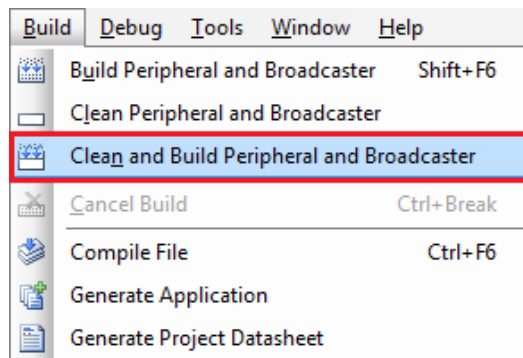 Build Debug Tools Window Help
Build Peripheral and Broadcaster Shift+F6
Clean Peripheral and Broadcaster
Clean and Build Peripheral and Broadcaster
Cancel Build Ctrl+Break
Compile File Ctrl+F6
Generate Application
Generate Project Datasheet